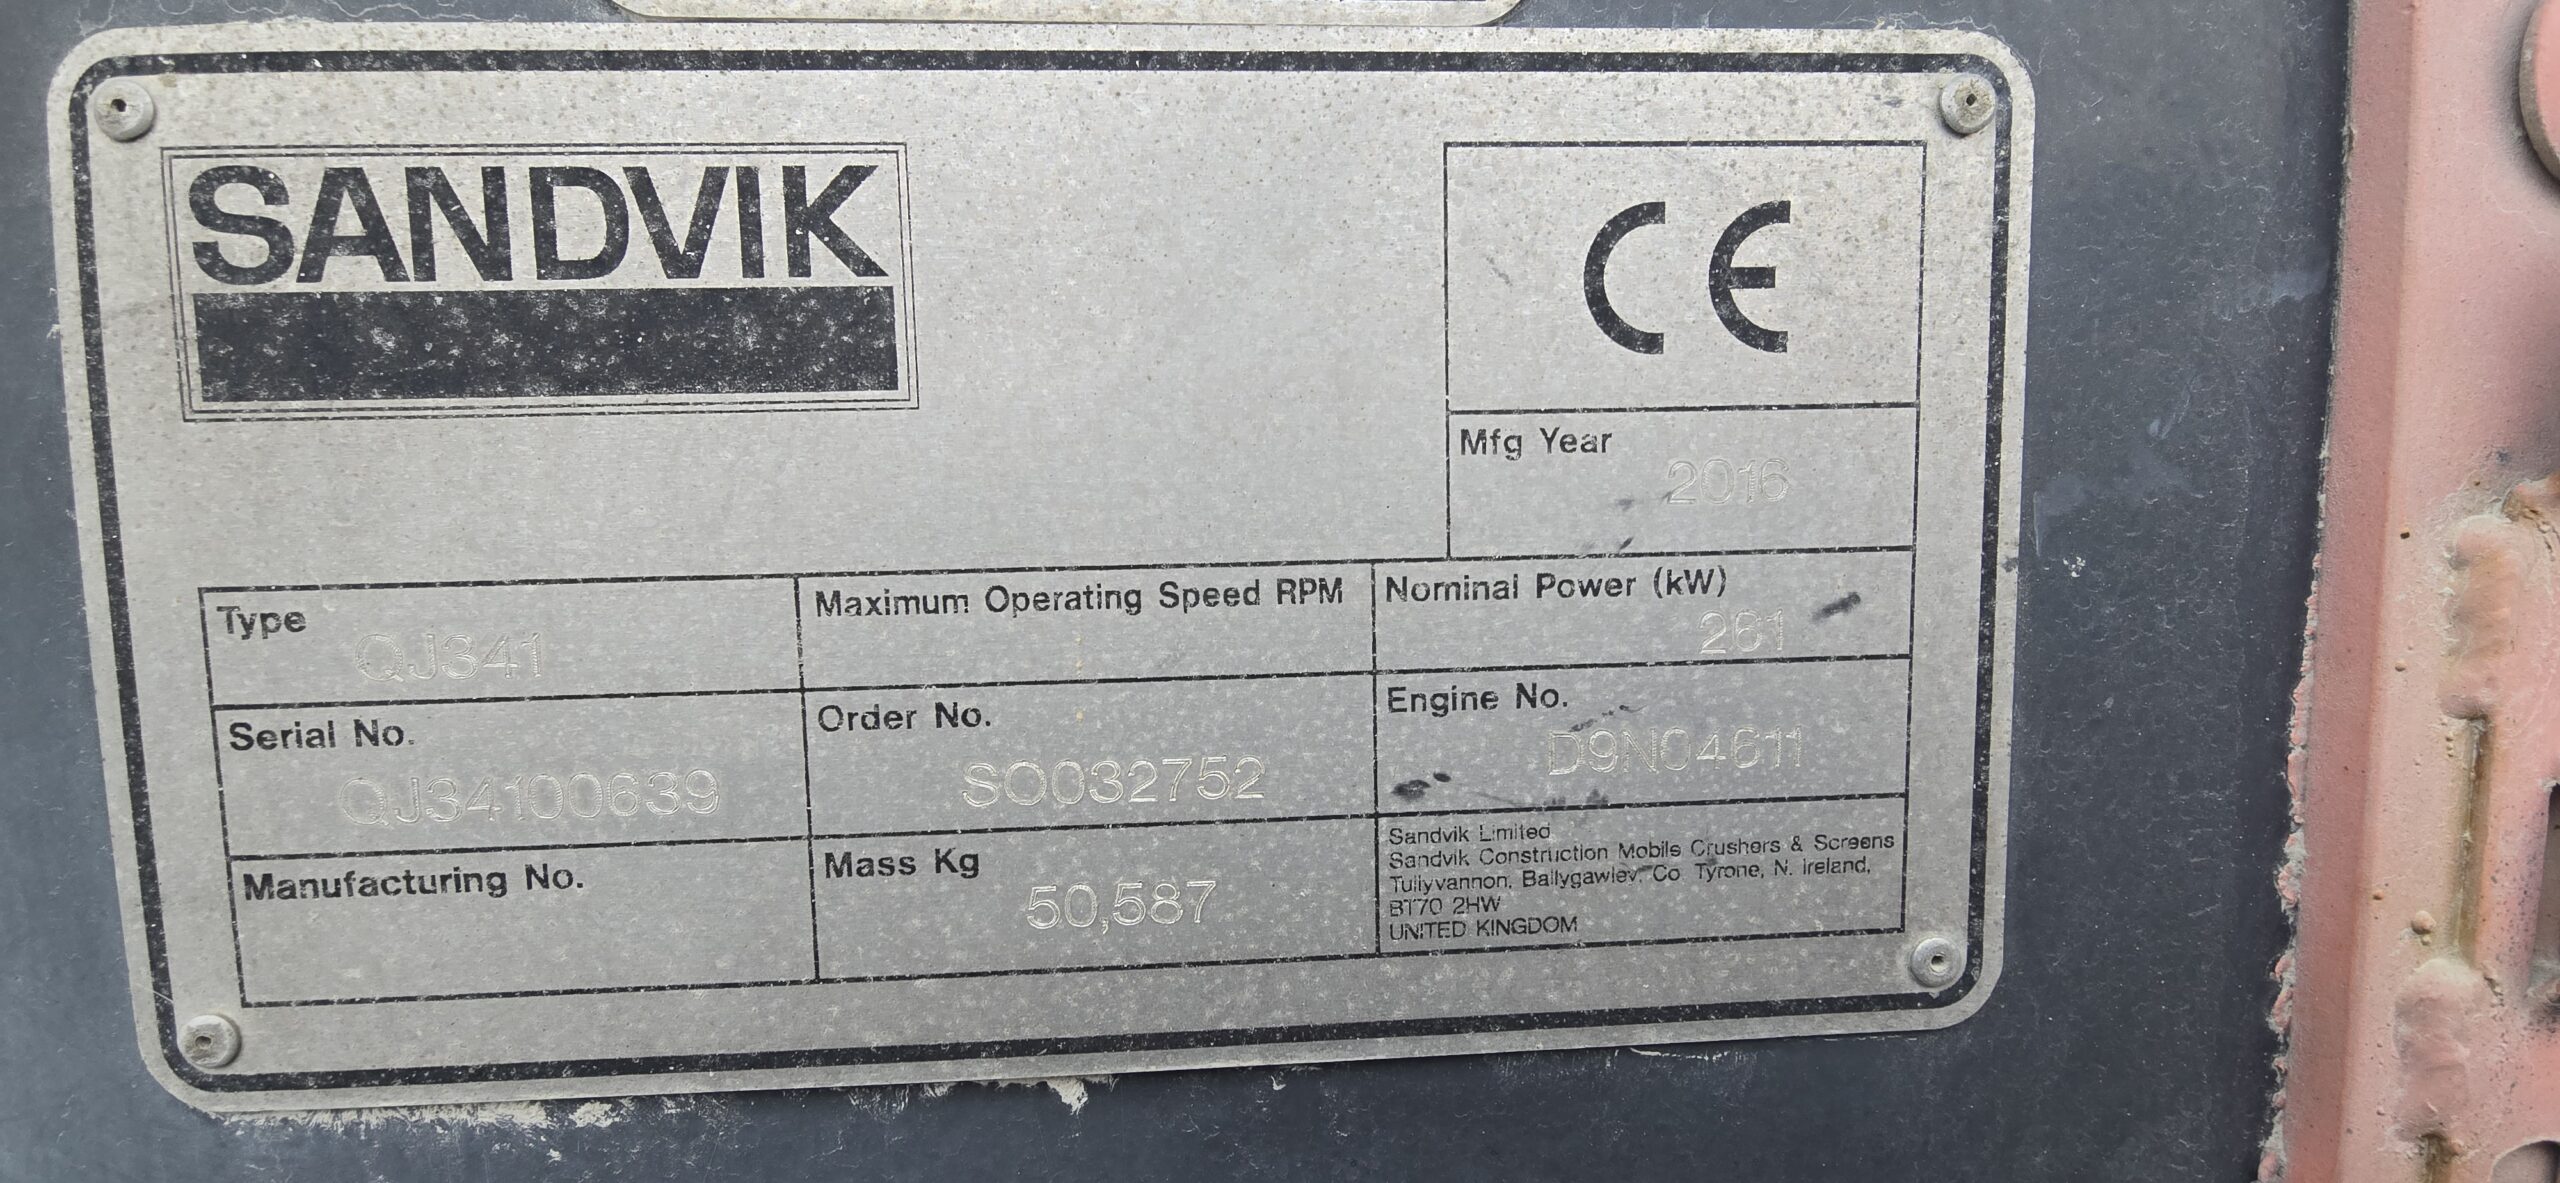 SANDVIK
CE
Mfg Year
2016
Type
QJ341
Maximum Operating Speed RPM
Nominal Power (kW)
261
Serial No.
QJ34100639
Order No.
SO032752
Engine No.
D9N04611
Manufacturing No.
Mass Kg
50,587
Sandvik Limited
Sandvik Construction Mobile Crushers & Screens
Tullyvannon, Ballygawley, Co Tyrone, N. Ireland,
BT70 2HW
UNITED KINGDOM